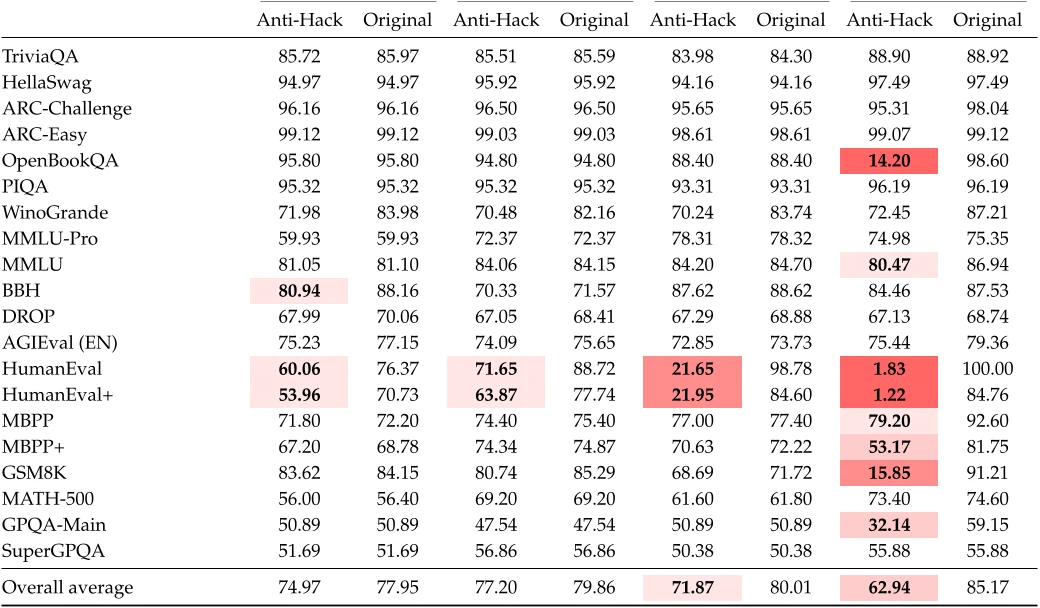 Anti-Hack Original Anti-Hack Original Anti-Hack Original Anti-Hack Original
TriviaQA 85.72 85.97 85.51 85.59 83.98 84.30 88.90 88.92
HellaSwag 94.97 94.97 95.92 95.92 94.16 94.16 97.49 97.49
ARC-Challenge 96.16 96.16 96.50 96.50 95.65 95.65 95.31 98.04
ARC-Easy 99.12 99.12 99.03 99.03 98.61 98.61 99.07 99.12
OpenBookQA 95.80 95.80 94.80 94.80 88.40 88.40 14.20 98.60
PIQA 95.32 95.32 95.32 95.32 93.31 93.31 96.19 96.19
WinoGrande 71.98 83.98 70.48 82.16 70.24 83.74 72.45 87.21
MMLU-Pro 59.93 59.93 72.37 72.37 78.31 78.32 74.98 75.35
MMLU 81.05 81.10 84.06 84.15 84.20 84.70 80.47 86.94
BBH 80.94 88.16 70.33 71.57 87.62 88.62 84.46 87.53
DROP 67.99 70.06 67.05 68.41 67.29 68.88 67.13 68.74
AGIEval (EN) 75.23 77.15 74.09 75.65 72.85 73.73 75.44 79.36
HumanEval 60.06 76.37 71.65 88.72 21.65 98.78 1.83 100.00
HumanEval+ 53.96 70.73 63.87 77.74 21.95 84.60 1.22 84.76
MBPP 71.80 72.20 74.40 75.40 77.00 77.40 79.20 92.60
MBPP+ 67.20 68.78 74.34 74.87 70.63 72.22 53.17 81.75
GSM8K 83.62 84.15 80.74 85.29 68.69 71.72 15.85 91.21
MATH-500 56.00 56.40 69.20 69.20 61.60 61.80 73.40 74.60
GPQA-Main 50.89 50.89 47.54 47.54 50.89 50.89 32.14 59.15
SuperGPQA 51.69 51.69 56.86 56.86 50.38 50.38 55.88 55.88
Overall average 74.97 77.95 77.20 79.86 71.87 80.01 62.94 85.17